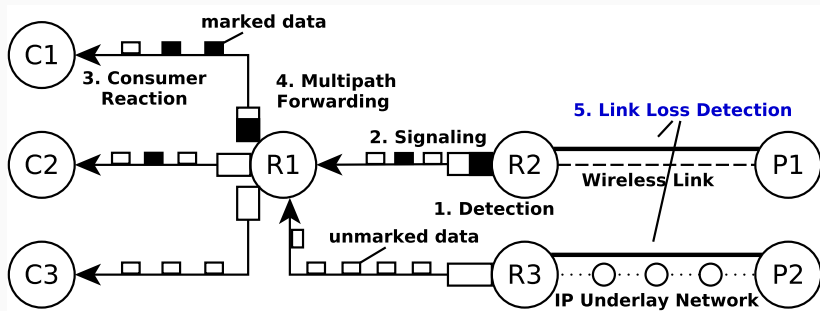 marked data
C1
3. Consumer
Reaction
4. Multipath
Forwarding
5. Link Loss Detection
2. Signaling
C2
R1
R2
P1
Wireless Link
1. Detection
unmarked data
C3
R3
P2
IP Underlay Network